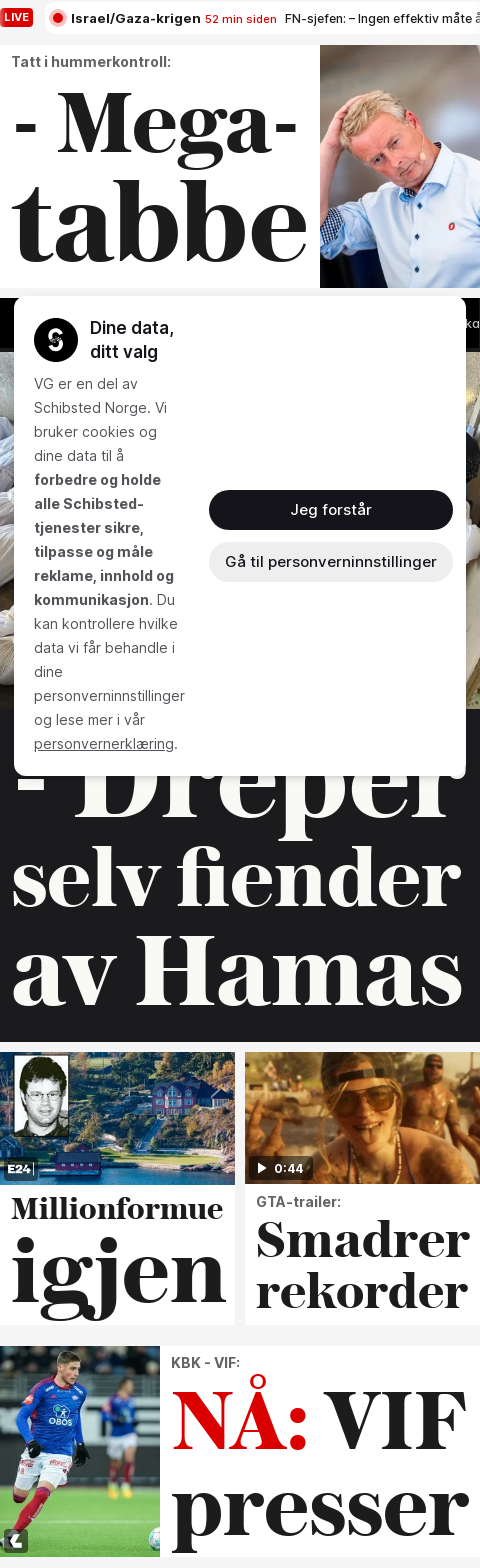 LIVE
Israel/Gaza-krigen 52 min siden FN-sjefen: – Ingen effektiv måte å
Tatt i hummerkontroll:
- Mega-
tabbe
Dine data,
ditt valg
VG er en del av
Schibsted Norge. Vi
bruker cookies og
dine data til å
forbedre og holde
alle Schibsted-
tjenester sikre,
tilpasse og måle
reklame, innhold og
kommunikasjon. Du
kan kontrollere hvilke
data vi får behandle i
dine
personverninnstillinger
og lese mer i vår
personvernerklæring.
Jeg forstår
Gå til personverninnstillinger
- Dreper
selv fiender
av Hamas
E24
Millionformue
igjen
0:44
GTA-trailer:
Smadrer
rekorder
OBOS
KBK - VIF:
NÅ: VIF
presser